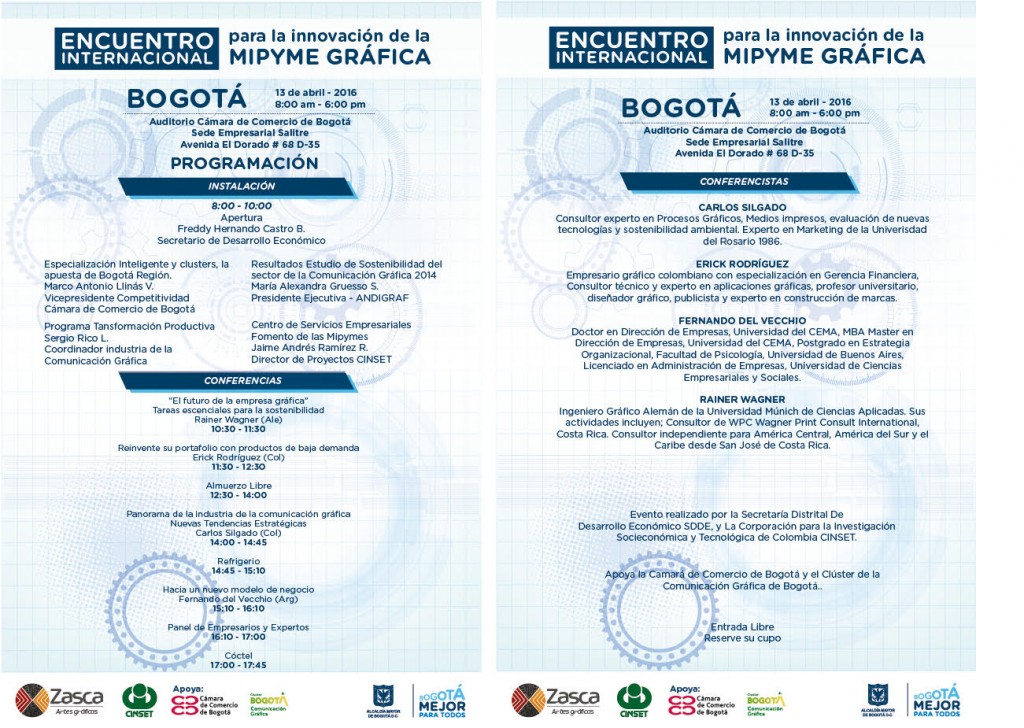 ENCUENTRO
INTERNACIONAL
para la innovación de la
MIPYME GRÁFICA
BOGOTÁ
13 de abril - 2016
8:00 am - 6:00 pm
Auditorio Cámara de Comercio de Bogotá
Sede Empresarial Salitre
Avenida El Dorado # 68 D-35
PROGRAMACIÓN
INSTALACIÓN
8:00 - 10:00
Apertura
Freddy Hernando Castro B.
Secretario de Desarrollo Económico
Especialización Inteligente y clusters, la
apuesta de Bogotá Región.
Marco Antonio Llinás V.
Vicepresidente Competitividad
Cámara de Comercio de Bogotá
Resultados Estudio de Sostenibilidad del
sector de la Comunicación Gráfica 2014
María Alexandra Gruesso S.
Presidente Ejecutiva - ANDIGRAF
Programa Tansformación Productiva
Sergio Rico L.
Coordinador industria de la
Comunicación Gráfica
Centro de Servicios Empresariales
Fomento de las Mipymes
Jaime Andrés Ramírez R.
Director de Proyectos CINSET
CONFERENCIAS
"El futuro de la empresa gráfica"
Tareas escenciales para la sostenibilidad
Rainer Wagner (Ale)
10:30 - 11:30
Reinvente su portafolio con productos de baja demanda
Erick Rodríguez (Col)
11:30 - 12:30
Almuerzo Libre
12:30 - 14:00
Panorama de la industria de la comunicación gráfica
Nuevas Tendencias Estratégicas
Carlos Silgado (Col)
14:00 - 14:45
Refrigerio
14:45 - 15:10
Hacia un nuevo modelo de negocio
Fernando del Vecchio (Arg)
15:10 - 16:10
Panel de Empresarios y Expertos
16:10 - 17:00
Cóctel
17:00 - 17:45
Zasca
Artes gráficas
CINSET
Apoya:
Cámara
de Comercio
de Bogotá
Clúster
BOGOTÁ
Comunicación
Gráfica
ALCALDÍA MAYOR
DE BOGOTÁ D.C.
BOGOTÁ
MEJOR
PARA TODOS
ENCUENTRO
INTERNACIONAL
para la innovación de la
MIPYME GRÁFICA
BOGOTÁ
13 de abril - 2016
8:00 am - 6:00 pm
Auditorio Cámara de Comercio de Bogotá
Sede Empresarial Salitre
Avenida El Dorado # 68 D-35
CONFERENCISTAS
CARLOS SILGADO
Consultor experto en Procesos Gráficos, Medios impresos, evaluación de nuevas
tecnologías y sostenibilidad ambiental. Experto en Marketing de la Univerisdad
del Rosario 1986.
ERICK RODRÍGUEZ
Empresario gráfico colombiano con especialización en Gerencia Financiera,
Consultor técnico y experto en aplicaciones gráficas, profesor universitario,
diseñador gráfico, publicista y experto en construcción de marcas.
FERNANDO DEL VECCHIO
Doctor en Dirección de Empresas, Universidad del CEMA, MBA Master en
Dirección de Empresas, Universidad del CEMA, Postgrado en Estrategia
Organizacional, Facultad de Psicología, Universidad de Buenos Aires,
Licenciado en Administración de Empresas, Universidad de Ciencias
Empresariales y Sociales.
RAINER WAGNER
Ingeniero Gráfico Alemán de la Universidad Múnich de Ciencias Aplicadas. Sus
actividades incluyen; Consultor de WPC Wagner Print Consult International,
Costa Rica. Consultor independiente para América Central, América del Sur y el
Caribe desde San José de Costa Rica.
Evento realizado por la Secretaría Distrital De
Desarrollo Económico SDDE, y La Corporación para la Investigación
Socieconómica y Tecnológica de Colombia CINSET.
Apoya la Camará de Comercio de Bogotá y el Clúster de la
Comunicación Gráfica de Bogotá..
Entrada Libre
Reserve su cupo
Zasca
Artes gráficas
CINSET
Apoya:
Cámara
de Comercio
de Bogotá
Clúster
BOGOTÁ
Comunicación
Gráfica
ALCALDÍA MAYOR
DE BOGOTÁ D.C.
BOGOTÁ
MEJOR
PARA TODOS